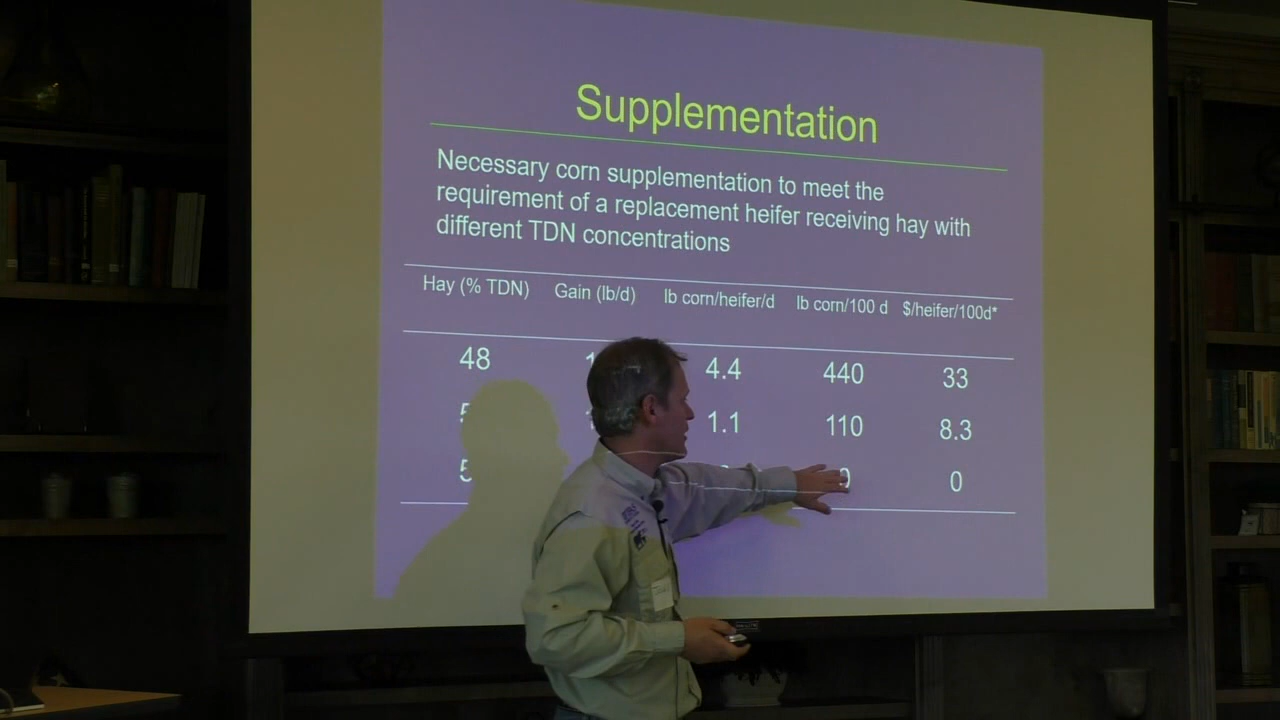 Supplementation
Necessary corn supplementation to meet the
requirement of a replacement heifer receiving hay with
different TDN concentrations
Hay (% TDN) Gain (lb/d) lb corn/heifer/d lb corn/100 d $/heifer/100d*
48 4.4 440 33
1.1 110 8.3
0 0